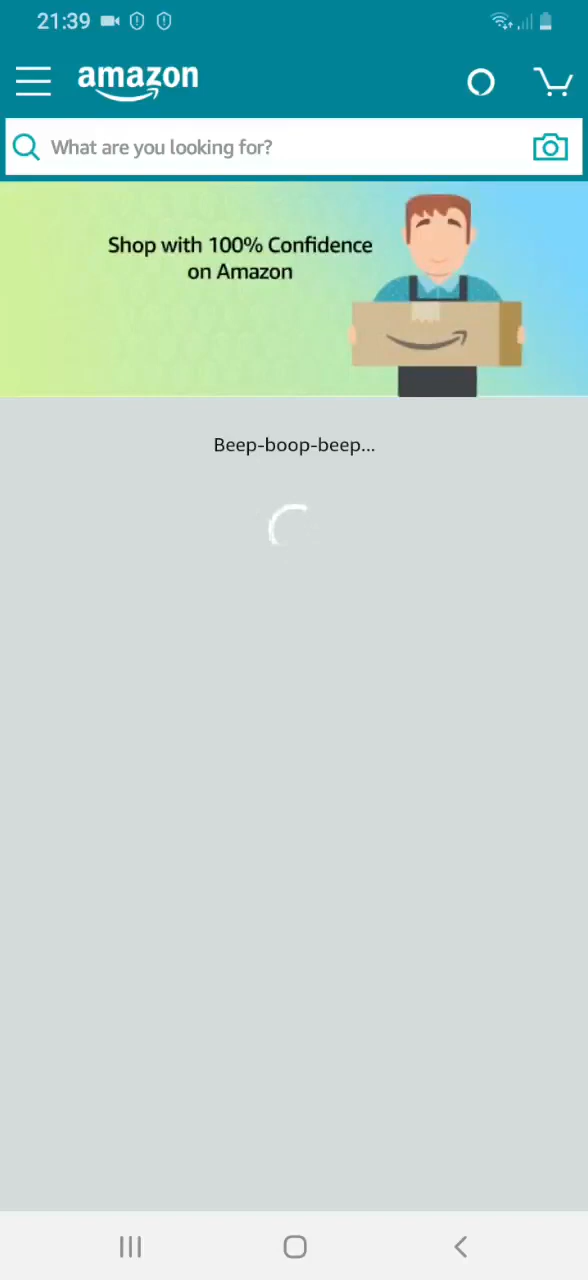 21:39
amazon
What are you looking for?
Shop with 100% Confidence
on Amazon
Beep-boop-beep...